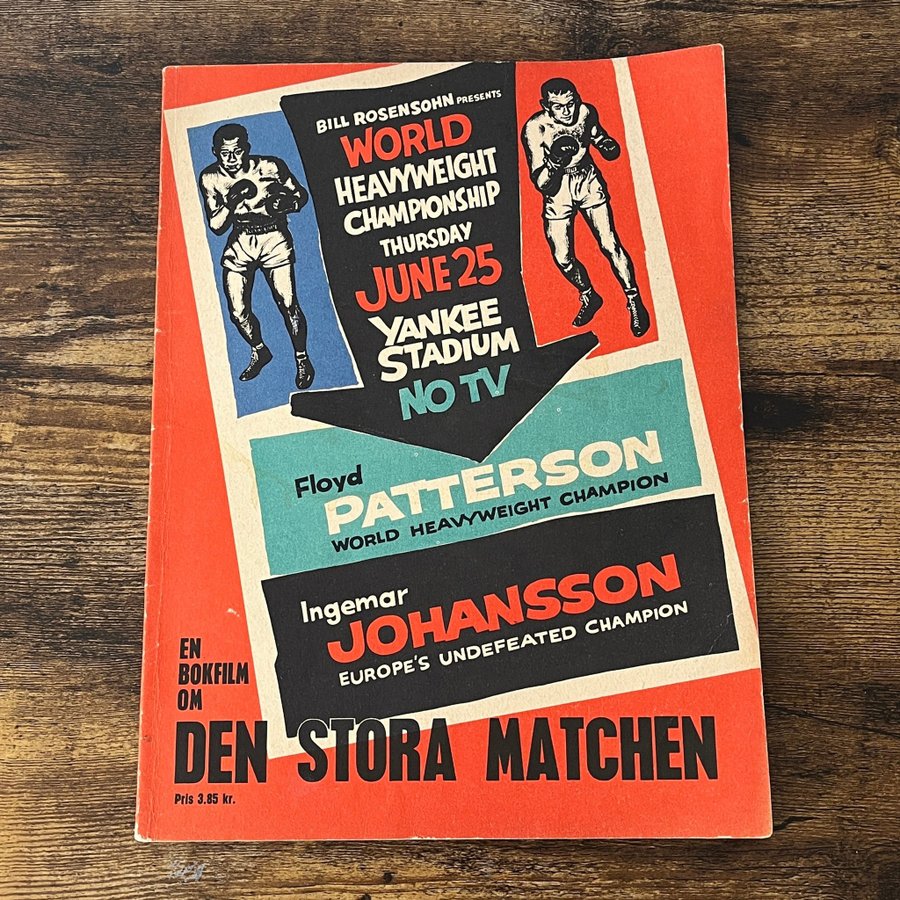 BILL ROSENSOHN PRESENTS
WORLD
HEAVYWEIGHT
CHAMPIONSHIP
THURSDAY
JUNE 25
YANKEE
STADIUM
NO TV
Floyd
PATTERSON
WORLD HEAVYWEIGHT CHAMPION
Ingemar
JOHANSSON
EUROPE'S UNDEFEATED CHAMPION
EN
BOKFILM
OM
DEN STORA MATCHEN
Pris 3.85 kr.